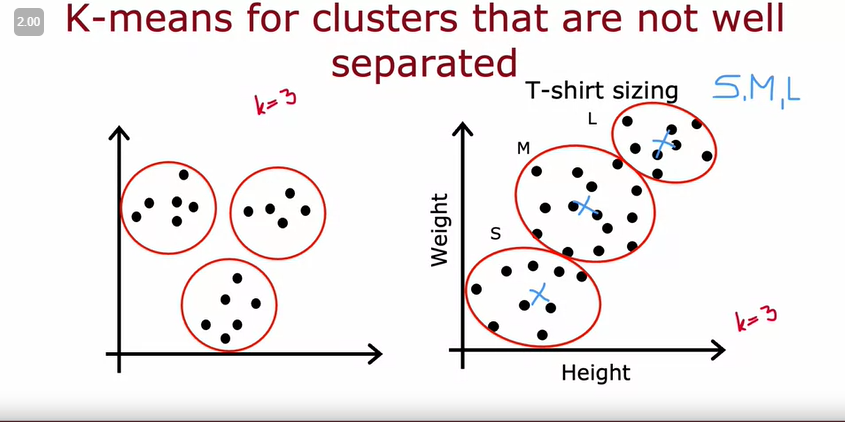 2.00
K-means for clusters that are not well
separated
k=3
T-shirt sizing
S,M,L
L
M
S
Weight
Height
k=3